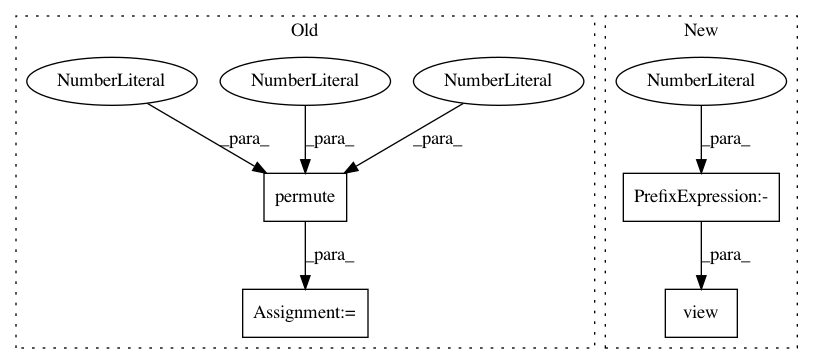 Old
New
NumberLiteral
NumberLiteral
NumberLiteral
NumberLiteral
_para_
_para_
_para_
_para_
permute
PrefixExpression:-
_para_
_para_
Assignment:=
view